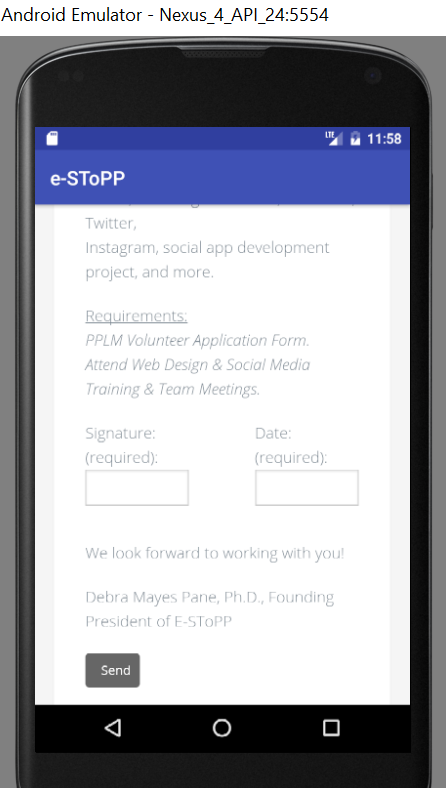 Android Emulator - Nexus_4_API_24:5554
LTE 11:58
e-SToPP
Twitter,
Instagram, social app development
project, and more.
Requirements:
PPLM Volunteer Application Form.
Attend Web Design & Social Media
Training & Team Meetings.
Signature: Date:
(required): (required):
We look forward to working with you!
Debra Mayes Pane, Ph.D., Founding
President of E-SToPP
Send